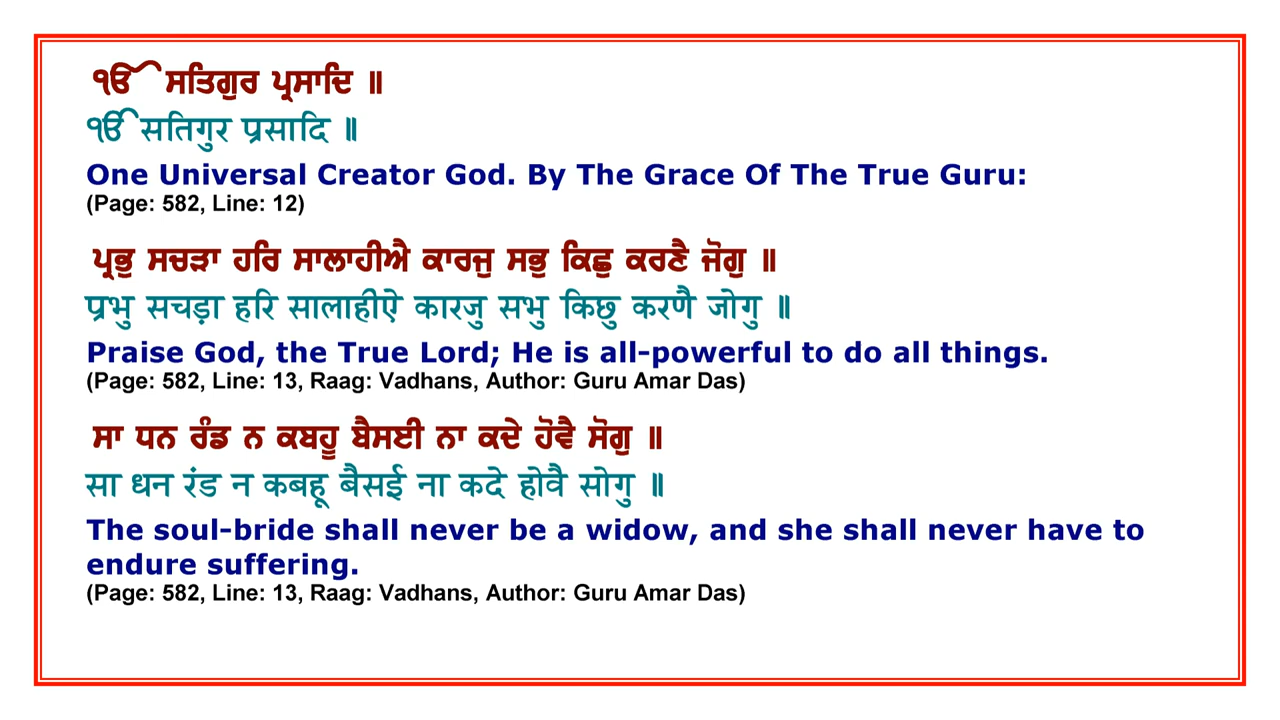 ੴ ਸਤਿਗੁਰ ਪ੍ਰਸਾਦਿ ॥
ੴ सतिगुर प्रसादि ॥
One Universal Creator God. By The Grace Of The True Guru:
(Page: 582, Line: 12)
ਪ੍ਰਭੁ ਸਚੜਾ ਹਰਿ ਸਾਲਾਹੀਐ ਕਾਰਜੁ ਸਭੁ ਕਿਛੁ ਕਰਣੈ ਜੋਗੁ ॥
प्रभु सचड़ा हरि सालाहीऐ कारजु सभु किछु करणै जोगु ॥
Praise God, the True Lord; He is all-powerful to do all things.
(Page: 582, Line: 13, Raag: Vadhans, Author: Guru Amar Das)
ਸਾ ਧਨ ਰੰਡ ਨ ਕਬਹੂ ਬੈਸਈ ਨਾ ਕਦੇ ਹੋਵੈ ਸੋਗੁ ॥
सा धन रंड न कबहू बैसई ना कदे होवै सोगु ॥
The soul-bride shall never be a widow, and she shall never have to
endure suffering.
(Page: 582, Line: 13, Raag: Vadhans, Author: Guru Amar Das)